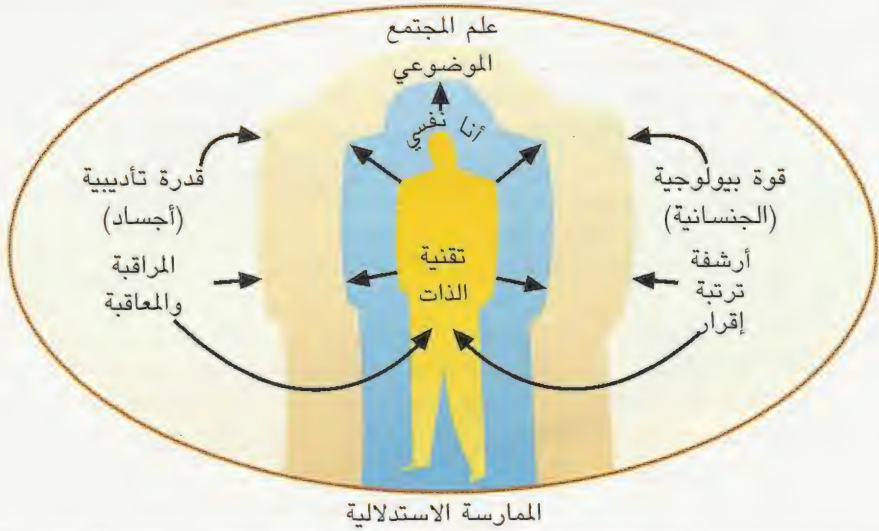 علم المجتمع
الموضوعي
أنا نفسي
قوة بيولوجية
(الجنسانية)
أرشفة
ترتبة
إقرار
قدرة تأديبية
(أجساد)
المراقبة
والمعاقبة
تقنية
الذات
الممارسة الاستدلالية